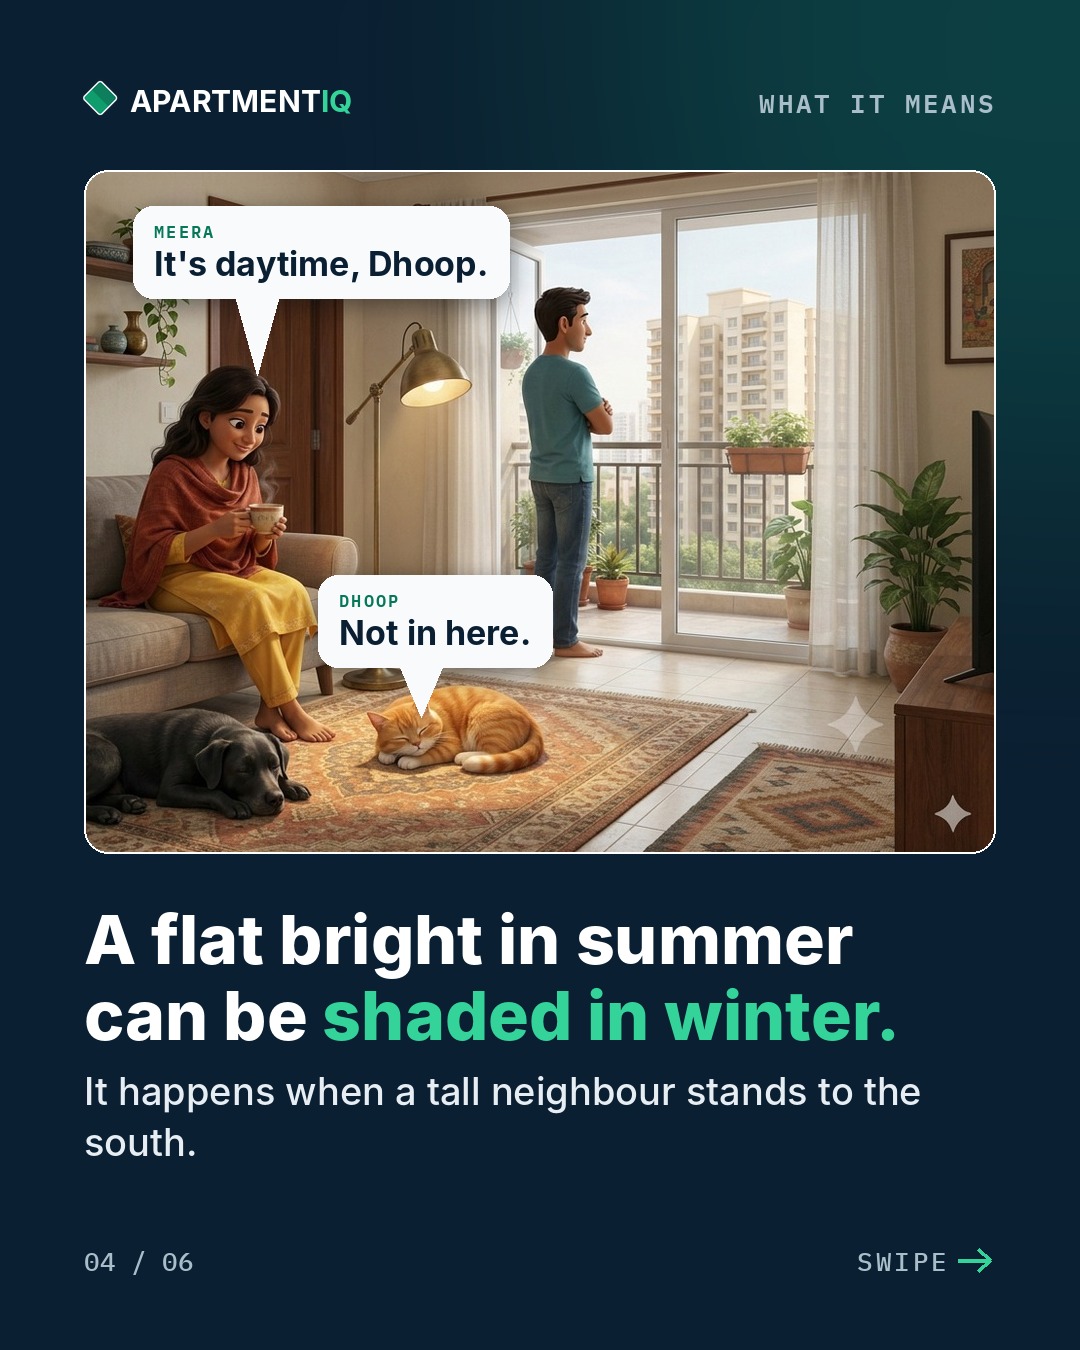 APARTMENTIQ
WHAT IT MEANS
MEERA
It's daytime, Dhoop.
DHOOP
Not in here.
A flat bright in summer
can be shaded in winter.
It happens when a tall neighbour stands to the
south.
04 / 06
SWIPE